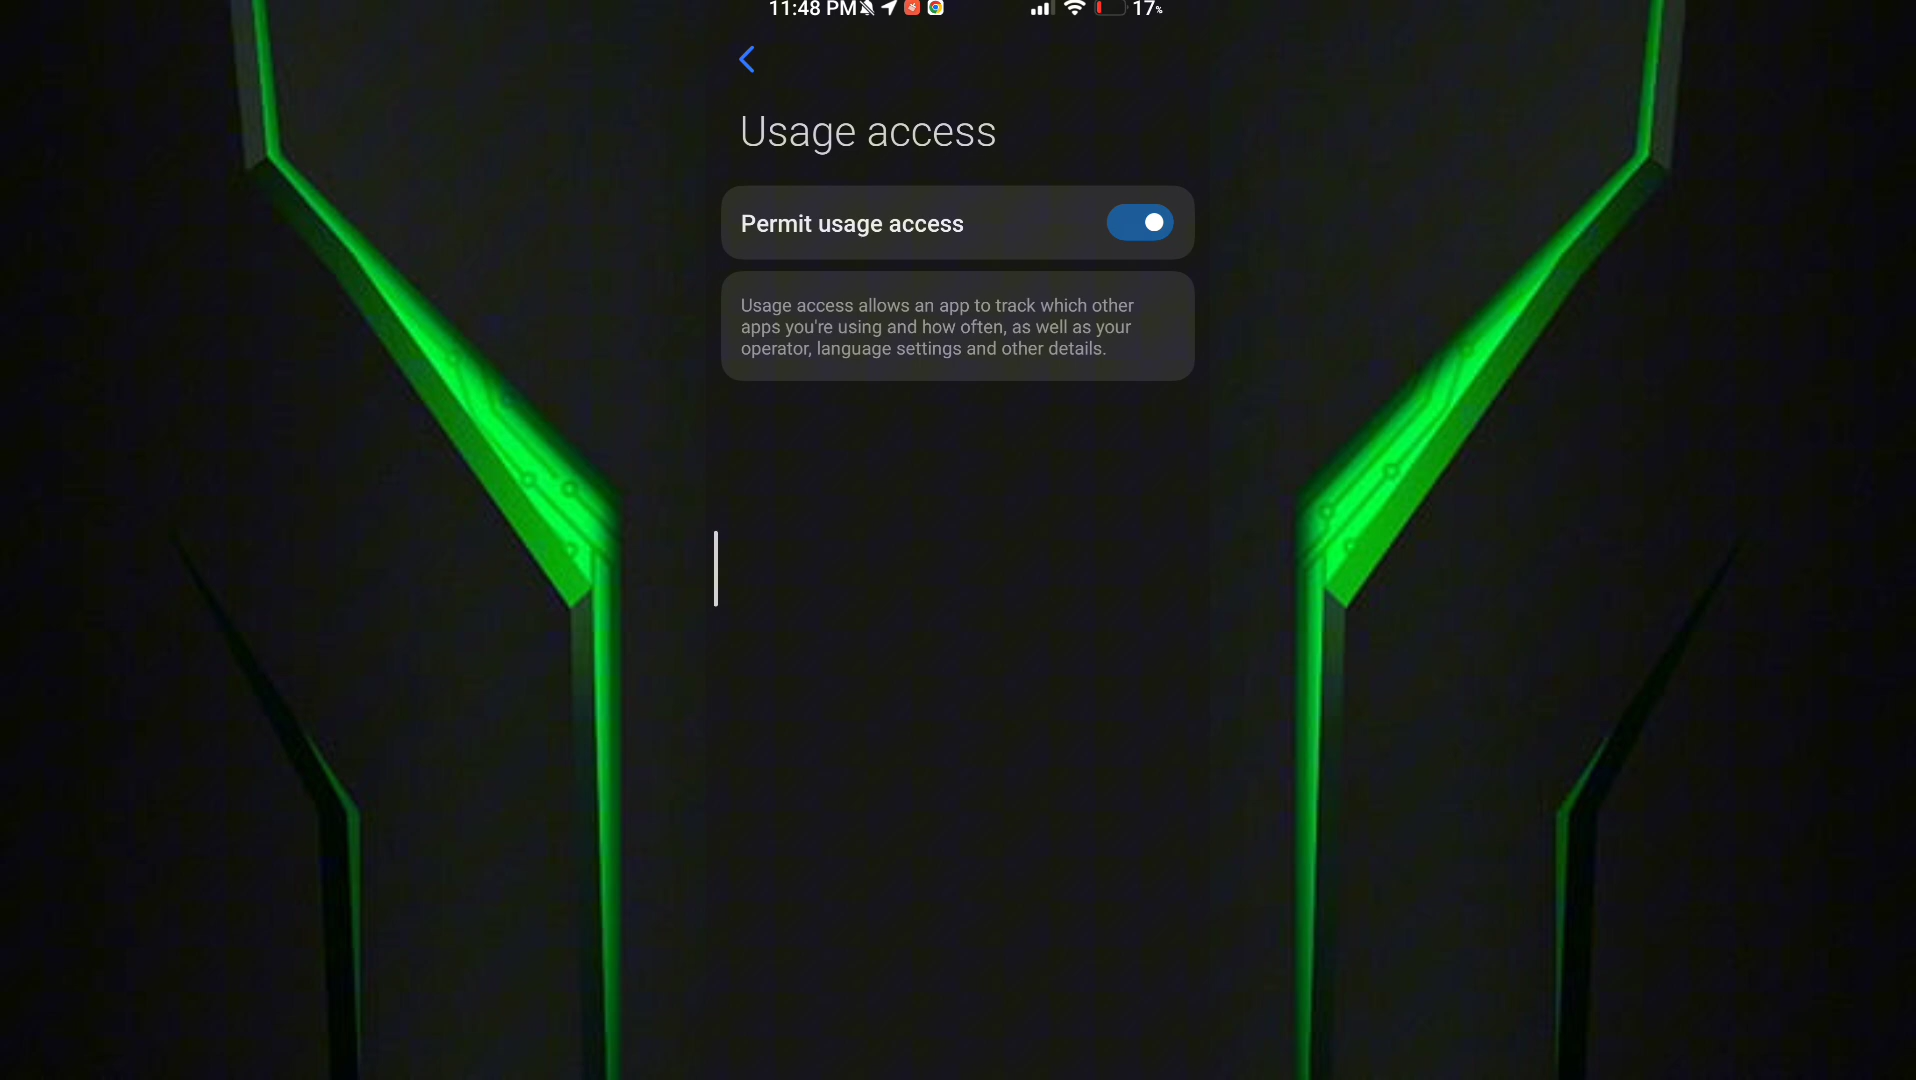 11:48 PM 17%
Usage access
Permit usage access
Usage access allows an app to track which other
apps you're using and how often, as well as your
operator, language settings and other details.